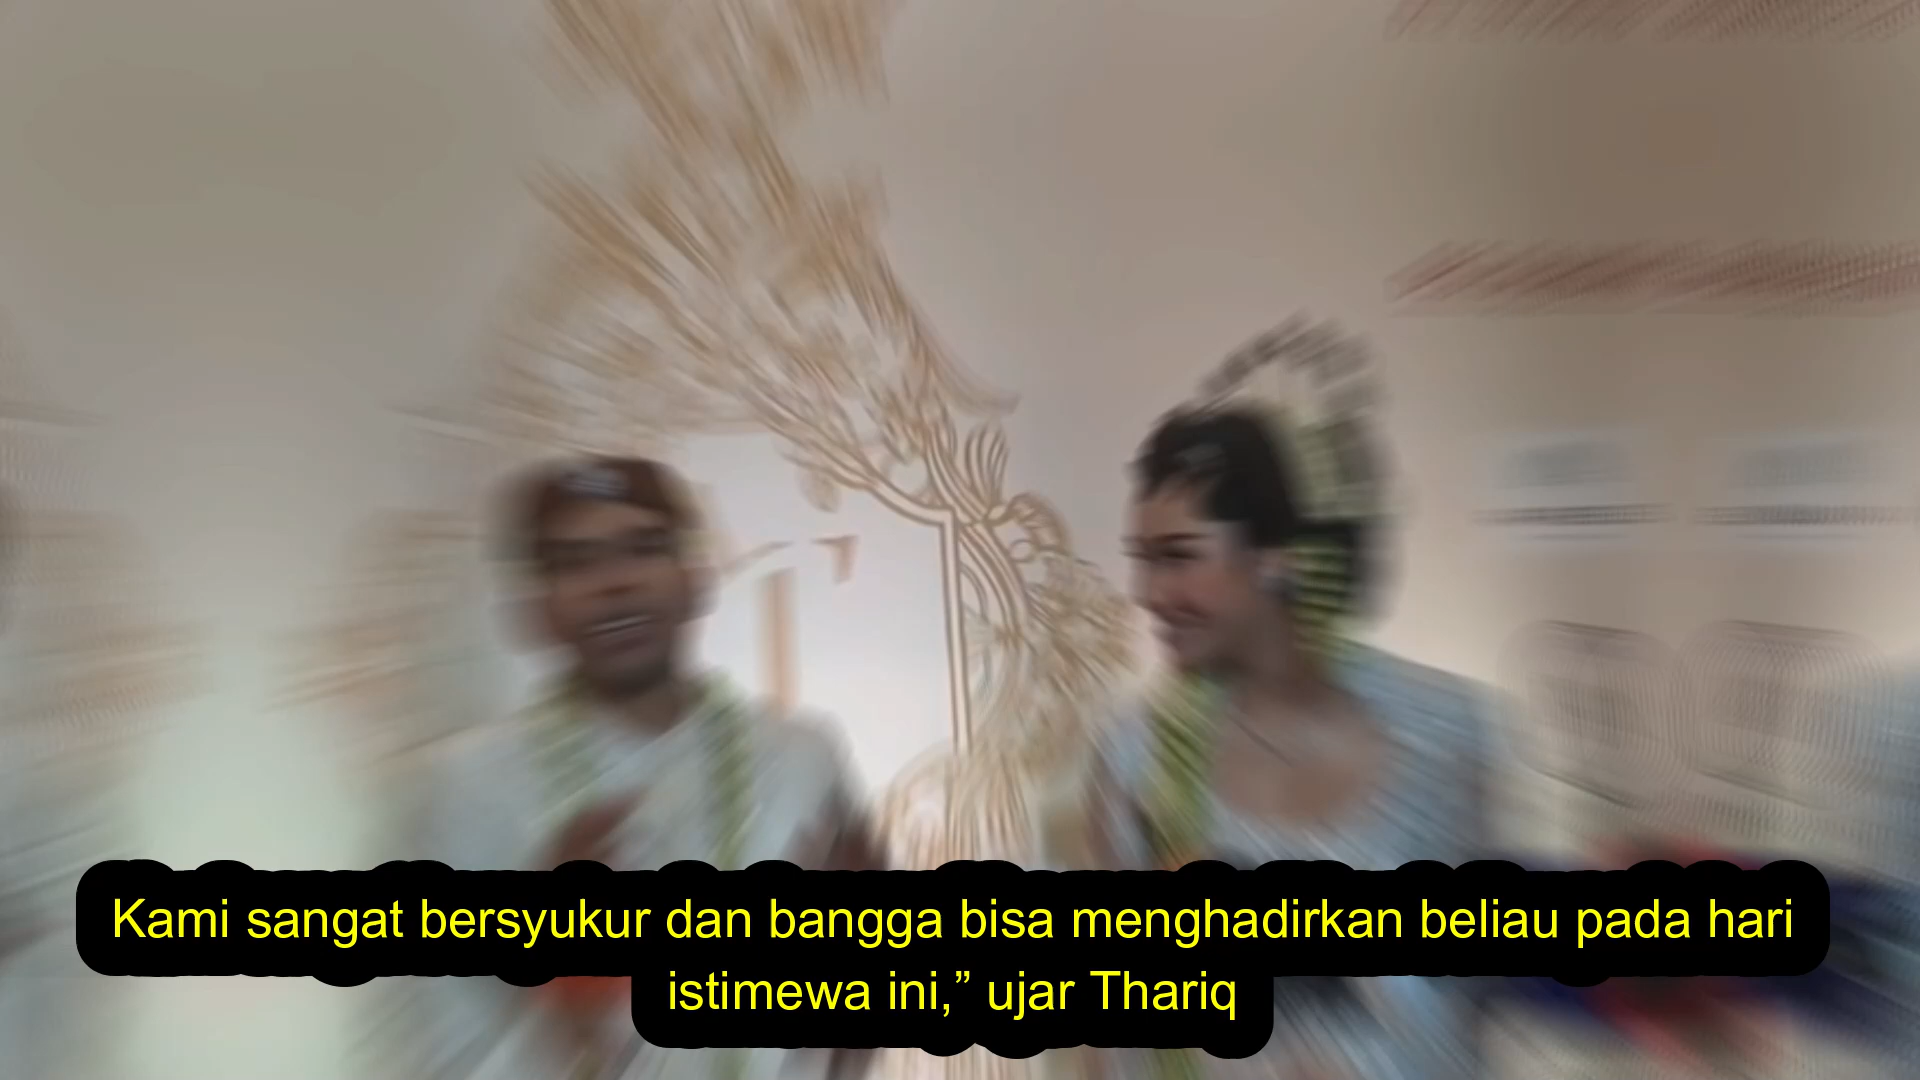 Kami sangat bersyukur dan bangga bisa menghadirkan beliau pada hari
istimewa ini,” ujar Thariq